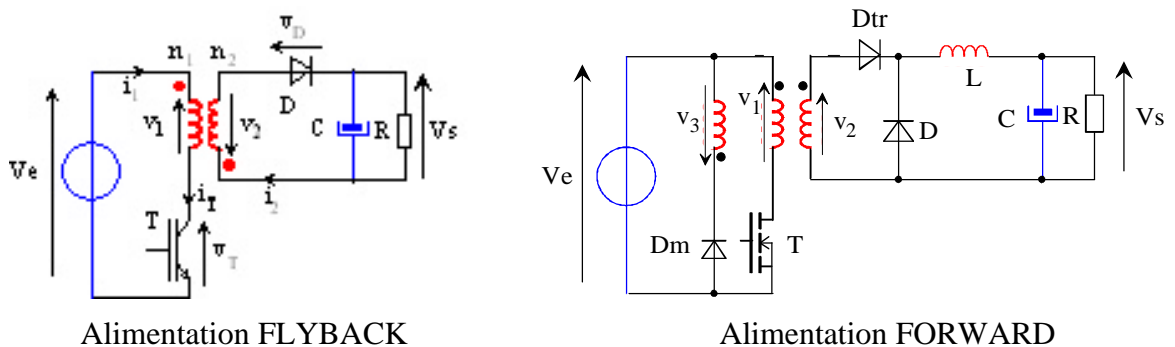 n1 n2 vD
i1
v1 v2
D
C R Vs
Ve
T iT i2
vT
Alimentation FLYBACK
Dtr
L
v3 v1 v2
D
C R Vs
Ve
Dm T
Alimentation FORWARD